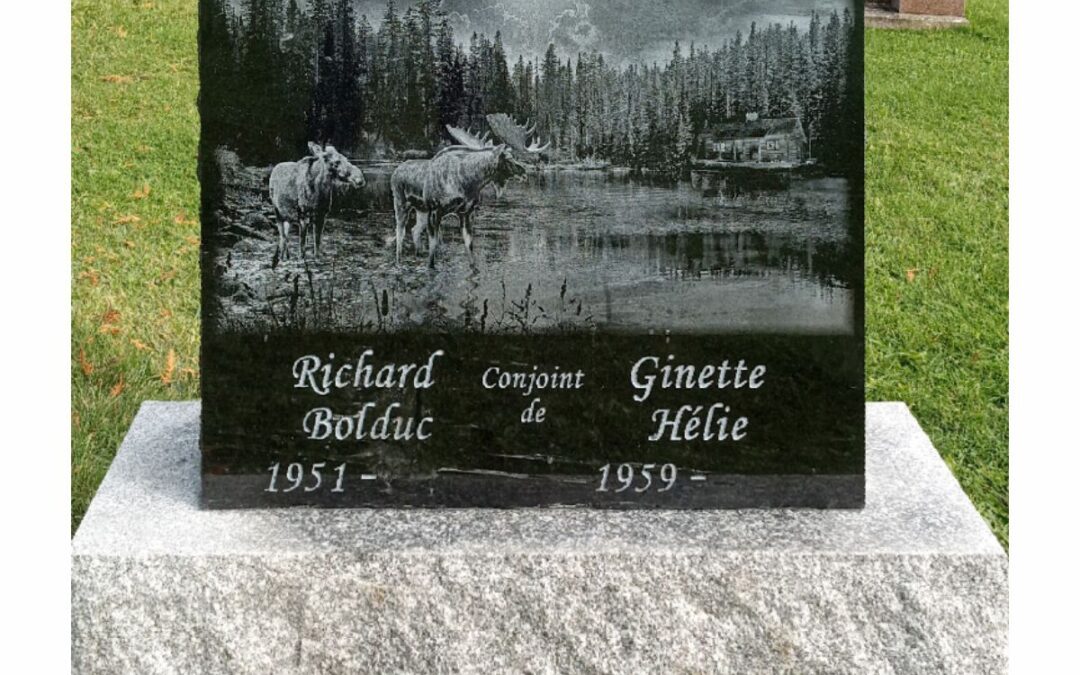 Richard Conjoint Ginette
Bolduc de Hélie
1951 - 1959 -